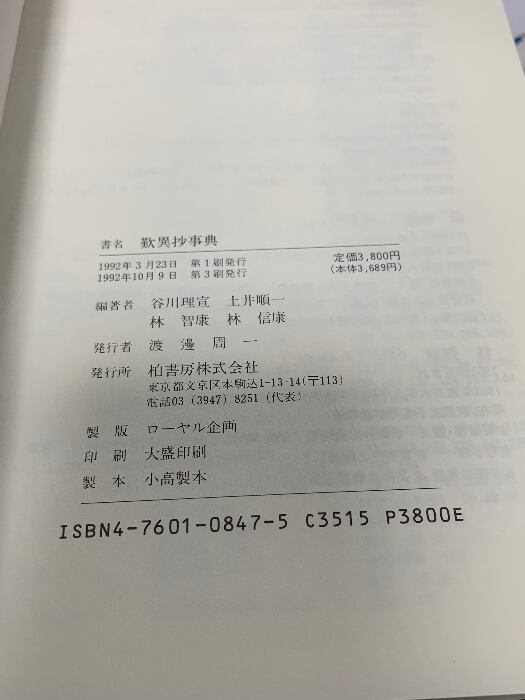 書名 歎異抄事典
1992年3月23日 第1刷発行 定価3,800円
1992年10月9日 第3刷発行 (本体3,689円)
編著者 谷川理宣 土井順一
林 智康 林 信康
発行者 渡邊周一
発行所 柏書房株式会社
東京都文京区本駒込1-13-14(〒113)
電話03 (3947) 8251 (代表)
製版 ローヤル企画
印刷 大盛印刷
製本 小高製本
ISBN4-7601-0847-5 C3515 P3800E